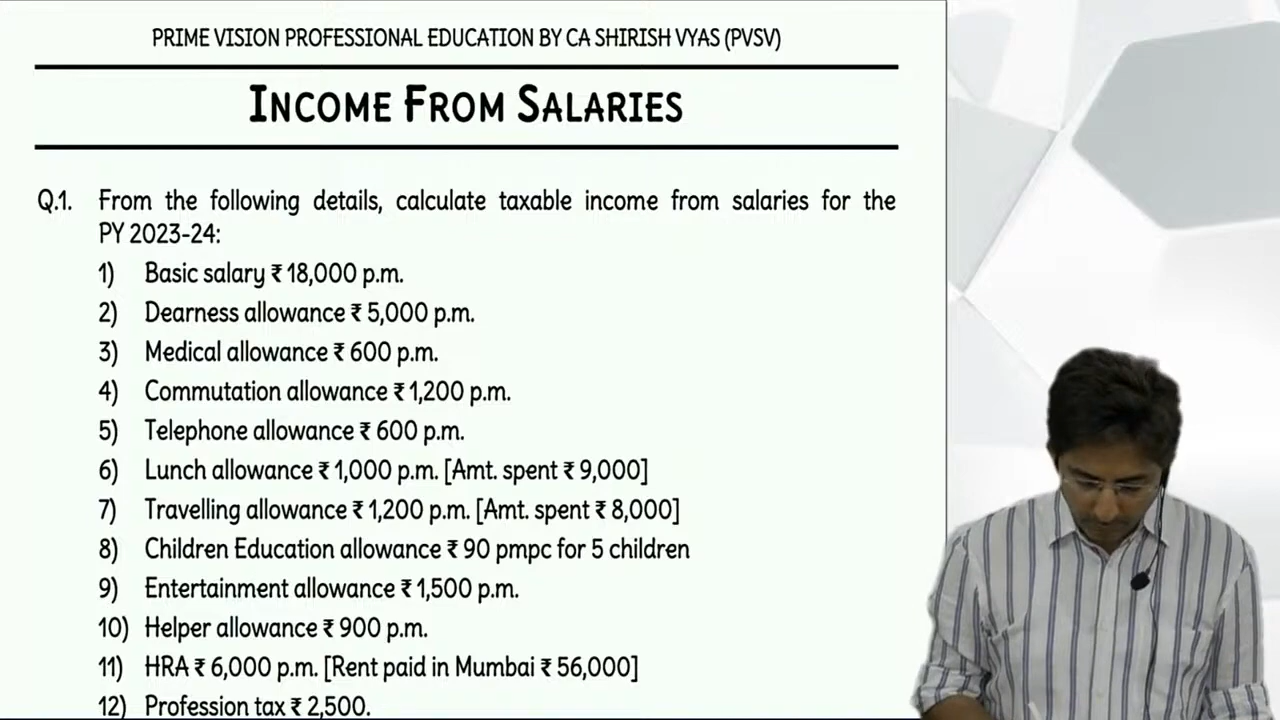 PRIME VISION PROFESSIONAL EDUCATION BY CA SHIRISH VYAS (PVSV)
INCOME FROM SALARIES
Q.1. From the following details, calculate taxable income from salaries for the
PY 2023-24:
1) Basic salary ₹ 18,000 p.m.
2) Dearness allowance ₹ 5,000 p.m.
3) Medical allowance ₹ 600 p.m.
4) Commutation allowance ₹ 1,200 p.m.
5) Telephone allowance ₹ 600 p.m.
6) Lunch allowance ₹ 1,000 p.m. [Amt. spent ₹ 9,000]
7) Travelling allowance ₹ 1,200 p.m. [Amt. spent ₹ 8,000]
8) Children Education allowance ₹ 90 pmpc for 5 children
9) Entertainment allowance ₹ 1,500 p.m.
10) Helper allowance ₹ 900 p.m.
11) HRA ₹ 6,000 p.m. [Rent paid in Mumbai ₹ 56,000]
12) Profession tax ₹ 2,500.